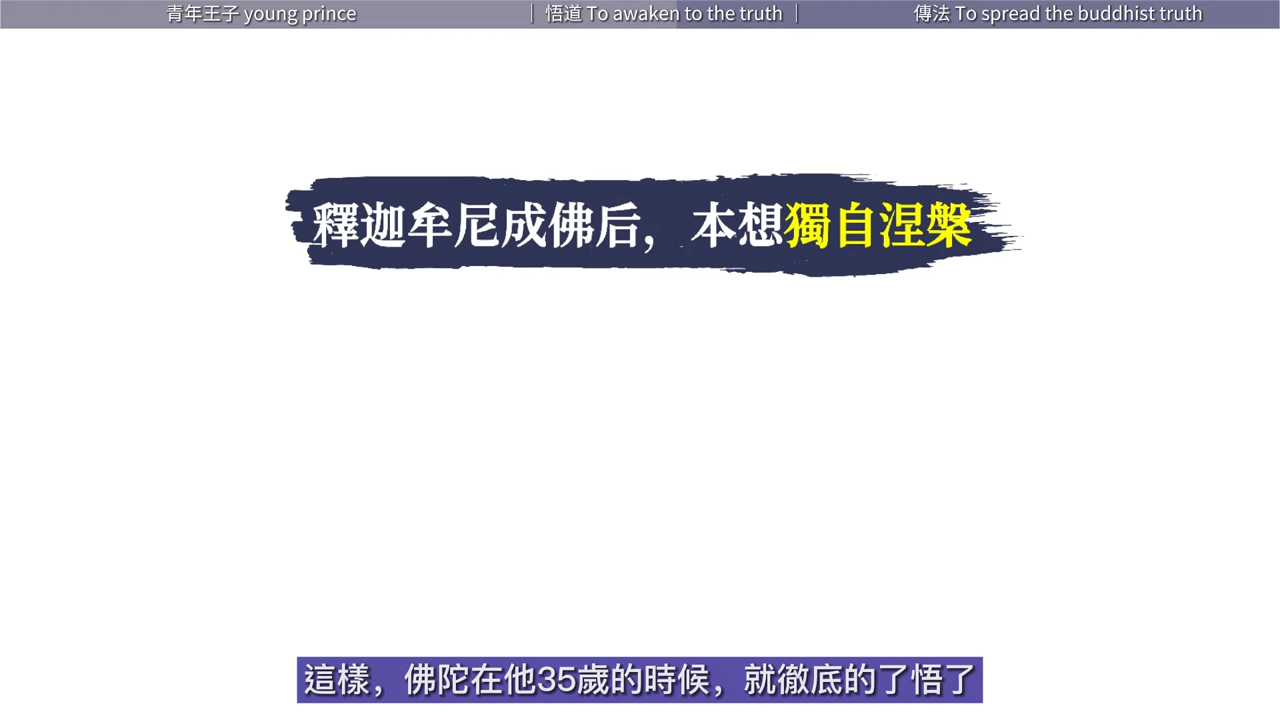 青年王子 young prince | 悟道 To awaken to the truth | 傳法 To spread the buddhist truth
釋迦牟尼成佛后，本想獨自涅槃
這樣，佛陀在他35歲的時候，就徹底的了悟了